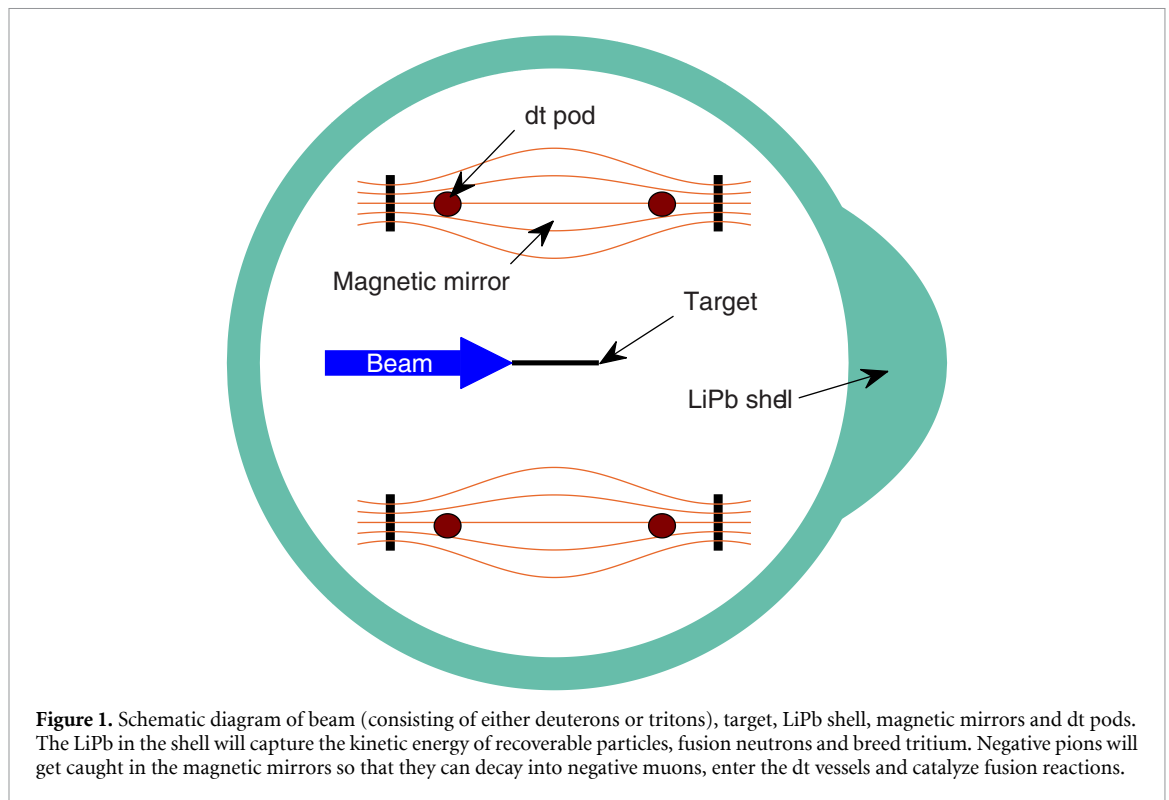 dt pod
Magnetic mirror
Target
Beam
LiPb shell
Figure 1. Schematic diagram of beam (consisting of either deuterons or tritons), target, LiPb shell, magnetic mirrors and dt pods.
The LiPb in the shell will capture the kinetic energy of recoverable particles, fusion neutrons and breed tritium. Negative pions will
get caught in the magnetic mirrors so that they can decay into negative muons, enter the dt vessels and catalyze fusion reactions.